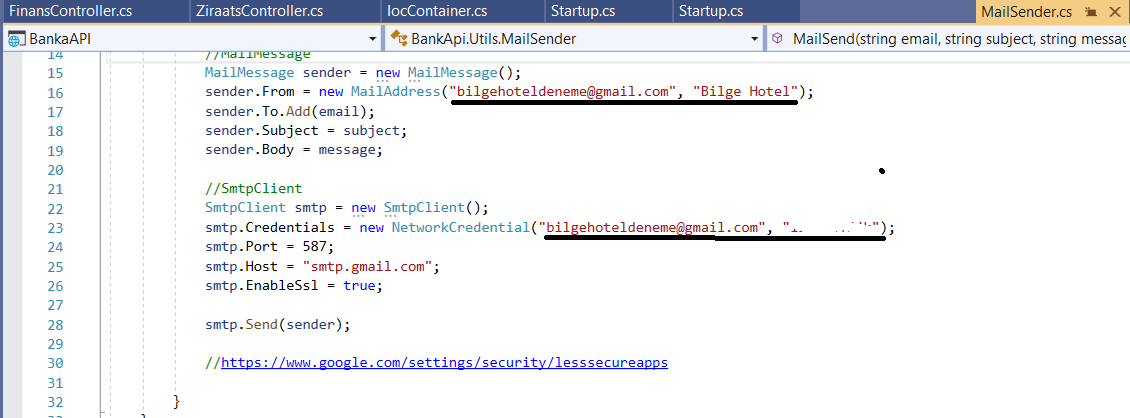 FinansController.cs ZiraatsController.cs IocContainer.cs Startup.cs Startup.cs MailSender.cs
BankaAPI BankApi.Utils.MailSender MailSend(string email, string subject, string messag
14 //MailMessage
15 MailMessage sender = new MailMessage();
16 sender.From = new MailAddress("bilgehoteldeneme@gmail.com", "Bilge Hotel");
17 sender.To.Add(email);
18 sender.Subject = subject;
19 sender.Body = message;
20
21 //SmtpClient
22 SmtpClient smtp = new SmtpClient();
23 smtp.Credentials = new NetworkCredential("bilgehoteldeneme@gmail.com", " ");
24 smtp.Port = 587;
25 smtp.Host = "smtp.gmail.com";
26 smtp.EnableSsl = true;
27
28 smtp.Send(sender);
29
30 //https://www.google.com/settings/security/lesssecureapps
31
32 }